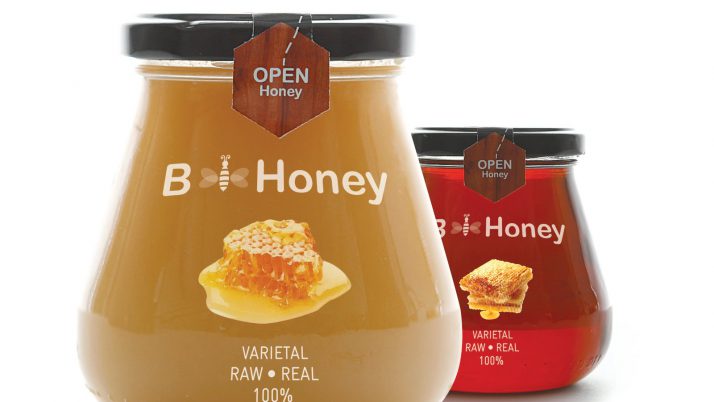 OPEN
Honey
B Honey
VARIETAL
RAW • REAL
100%
OPEN
Honey
B Honey
VARIETAL
RAW • REAL
100%